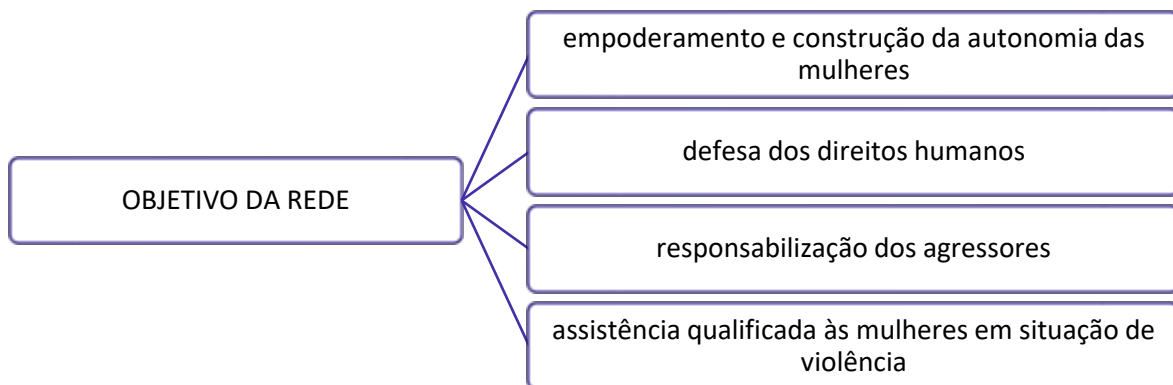 OBJETIVO DA REDE
empoderamento e construção da autonomia das
mulheres
defesa dos direitos humanos
responsabilização dos agressores
assistência qualificada às mulheres em situação de
violência